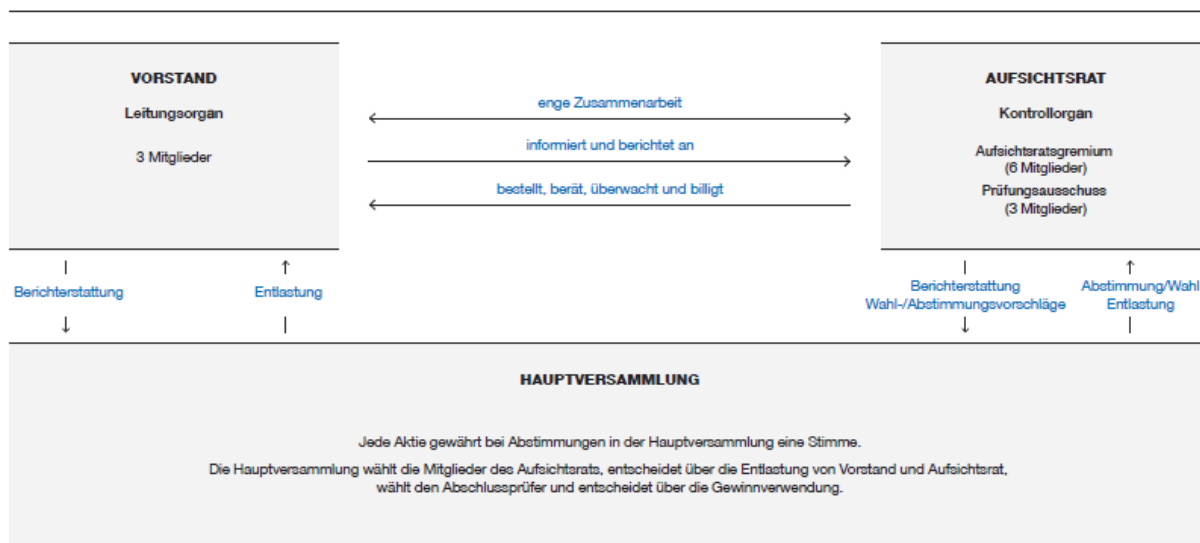 VORSTAND
Leitungsorgan
3 Mitglieder
enge Zusammenarbeit
informiert und berichtet an
bestellt, berät, überwacht und billigt
AUFSICHTSRAT
Kontrollorgan
Aufsichtsratsgremium
(6 Mitglieder)
Prüfungsausschuss
(3 Mitglieder)
Berichterstattung
Entlastung
Berichterstattung
Wahl-/Abstimmungsvorschläge
Abstimmung/Wahl
Entlastung
HAUPTVERSAMMLUNG
Jede Aktie gewährt bei Abstimmungen in der Hauptversammlung eine Stimme.
Die Hauptversammlung wählt die Mitglieder des Aufsichtsrats, entscheidet über die Entlastung von Vorstand und Aufsichtsrat,
wählt den Abschlussprüfer und entscheidet über die Gewinnverwendung.